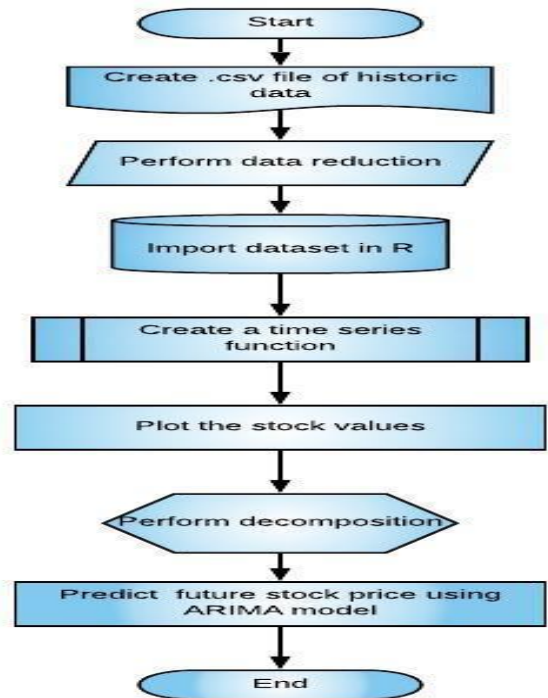 Start
Create .csv file of historic
data
Perform data reduction
Import dataset in R
Create a time series
function
Plot the stock values
Perform decomposition
Predict future stock price using
ARIMA model
End